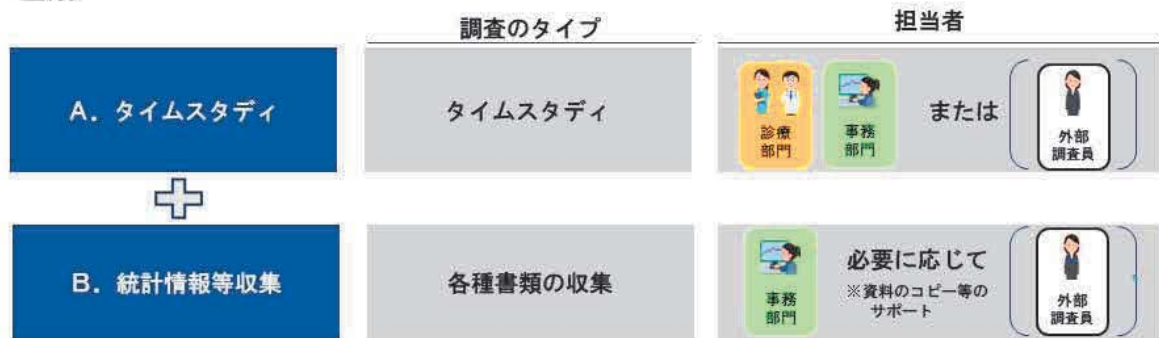 調査のタイプ
担当者
A. タイムスタディ
タイムスタディ
診療
部門
事務
部門
または
外部
調査員
B. 統計情報等収集
各種書類の収集
事務
部門
必要に応じて
※資料のコピー等の
サポート
外部
調査員